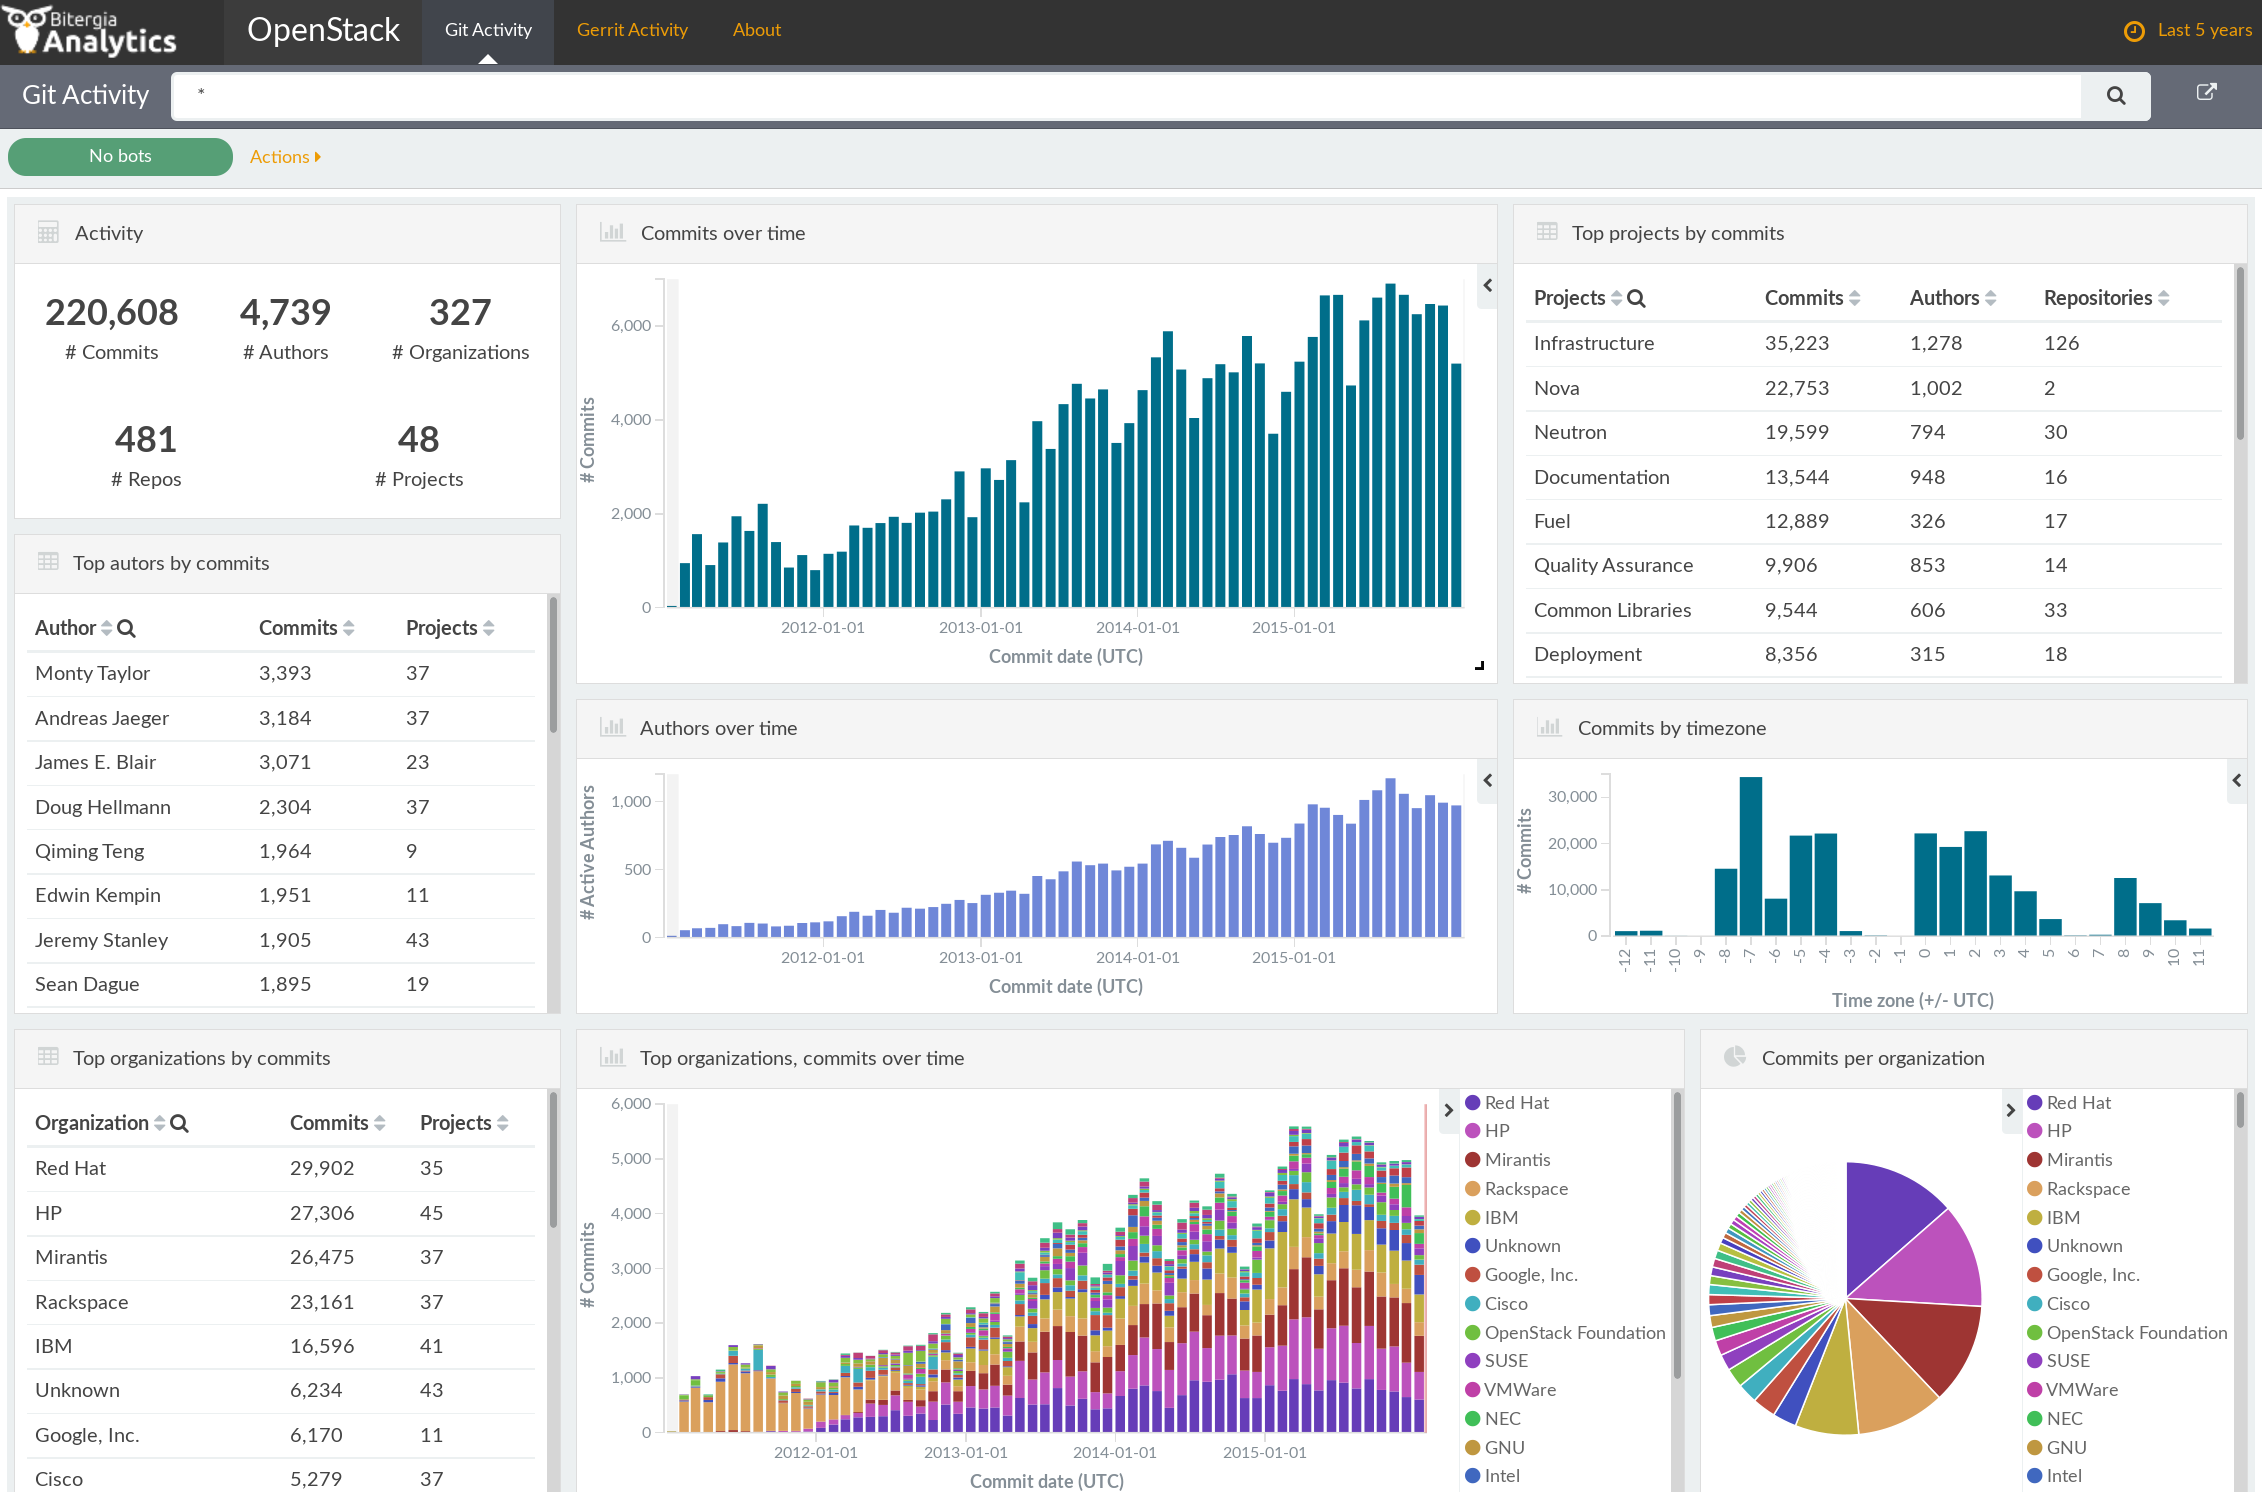 Bitergia
Analytics
OpenStack
Git Activity
Gerrit Activity
About
Last 5 years
Git Activity
*
No bots
Actions
Activity
220,608
# Commits
4,739
# Authors
327
# Organizations
481
# Repos
48
# Projects
Top autors by commits
Author Commits Projects
Monty Taylor 3,393 37
Andreas Jaeger 3,184 37
James E. Blair 3,071 23
Doug Hellmann 2,304 37
Qiming Teng 1,964 9
Edwin Kempin 1,951 11
Jeremy Stanley 1,905 43
Sean Dague 1,895 19
Top organizations by commits
Organization Commits Projects
Red Hat 29,902 35
HP 27,306 45
Mirantis 26,475 37
Rackspace 23,161 37
IBM 16,596 41
Unknown 6,234 43
Google, Inc. 6,170 11
Cisco 5,279 37
Commits over time
# Commits
6,000
4,000
2,000
0
2012-01-01 2013-01-01 2014-01-01 2015-01-01
Commit date (UTC)
Authors over time
# Active Authors
1,000
500
0
2012-01-01 2013-01-01 2014-01-01 2015-01-01
Commit date (UTC)
Top organizations, commits over time
# Commits
6,000
5,000
4,000
3,000
2,000
1,000
0
2012-01-01 2013-01-01 2014-01-01 2015-01-01
Commit date (UTC)
Red Hat
HP
Mirantis
Rackspace
IBM
Unknown
Google, Inc.
Cisco
OpenStack Foundation
SUSE
VMWare
NEC
GNU
Intel
Top projects by commits
Projects Commits Authors Repositories
Infrastructure 35,223 1,278 126
Nova 22,753 1,002 2
Neutron 19,599 794 30
Documentation 13,544 948 16
Fuel 12,889 326 17
Quality Assurance 9,906 853 14
Common Libraries 9,544 606 33
Deployment 8,356 315 18
Commits by timezone
# Commits
30,000
20,000
10,000
0
-12 -11 -10 -9 -8 -7 -6 -5 -4 -3 -2 -1 0 1 2 3 4 5 6 7 8 9 10 11
Time zone (+/- UTC)
Commits per organization
Red Hat
HP
Mirantis
Rackspace
IBM
Unknown
Google, Inc.
Cisco
OpenStack Foundation
SUSE
VMWare
NEC
GNU
Intel